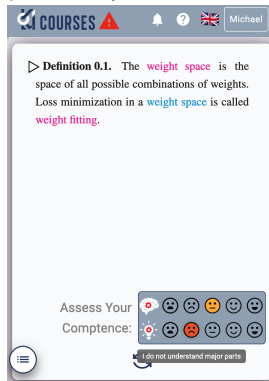 COURSES
Michael
Definition 0.1. The weight space is the
space of all possible combinations of weights.
Loss minimization in a weight space is called
weight fitting.
Assess Your
Comptence:
I do not understand major parts